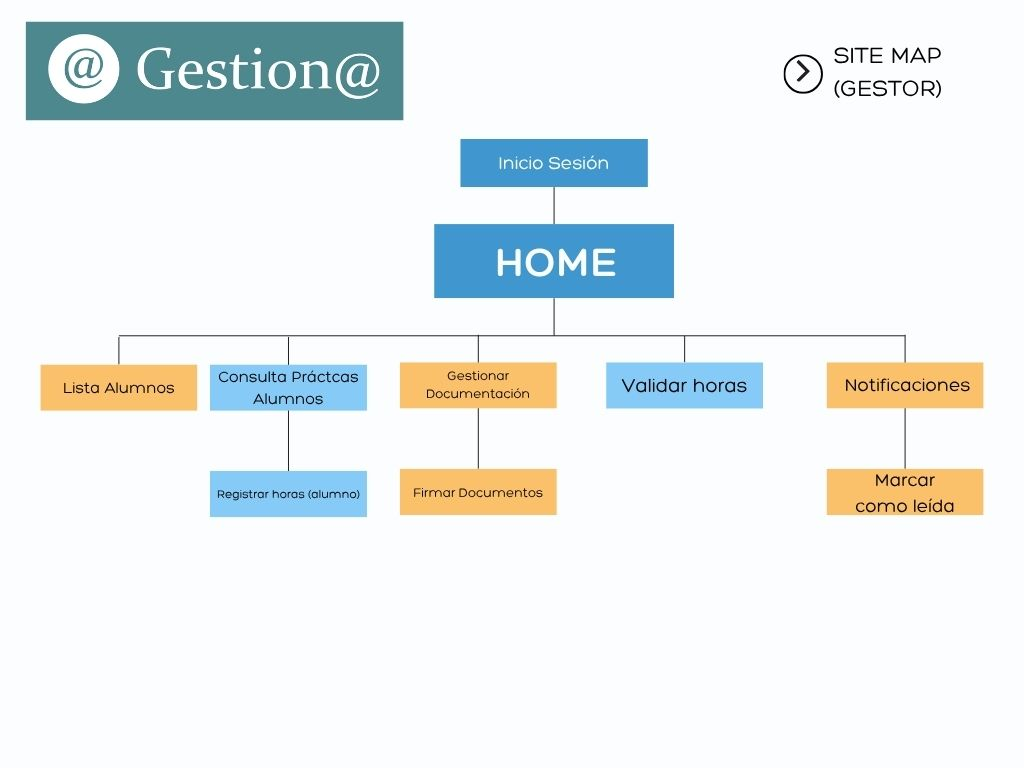 @ Gestion@
SITE MAP
(GESTOR)
Inicio Sesión
HOME
Lista Alumnos
Consulta Práctcas
Alumnos
Gestionar
Documentación
Validar horas
Notificaciones
Registrar horas (alumno)
Firmar Documentos
Marcar
como leída